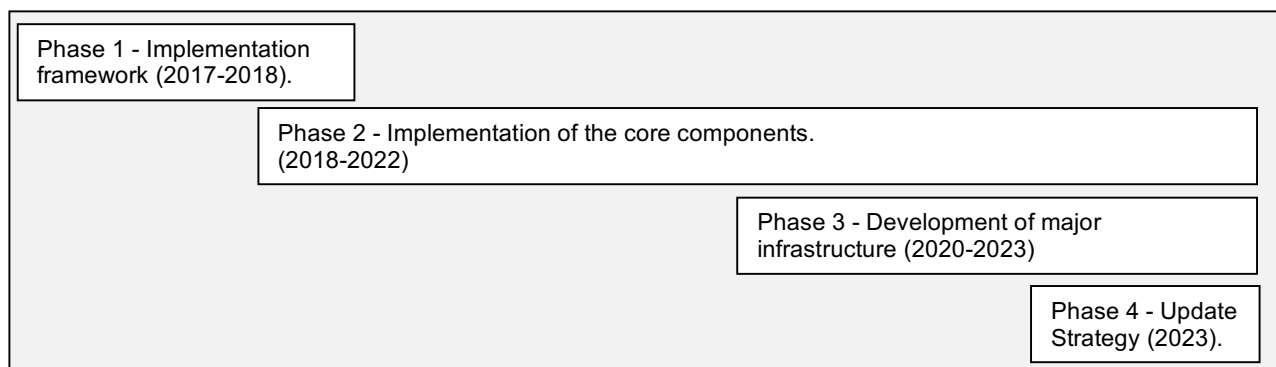 Phase 1 - Implementation
framework (2017-2018).
Phase 2 - Implementation of the core components.
(2018-2022)
Phase 3 - Development of major
infrastructure (2020-2023)
Phase 4 - Update
Strategy (2023).